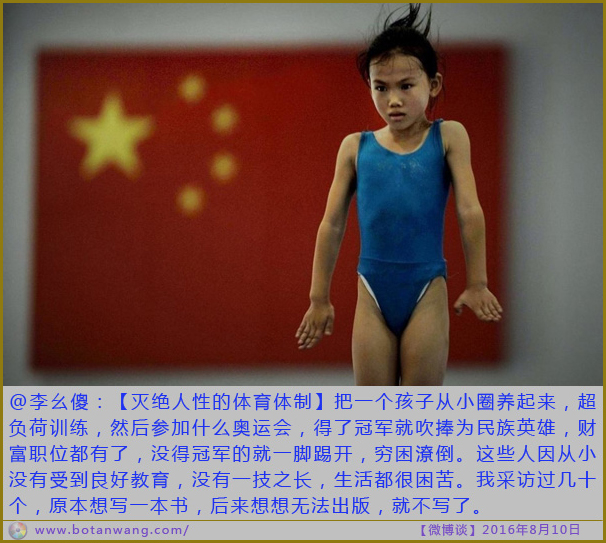 @李幺傻：【灭绝人性的体育体制】把一个孩子从小圈养起来，超
负荷训练，然后参加什么奥运会，得了冠军就吹捧为民族英雄，财
富职位都有了，没得冠军的就一脚踢开，穷困潦倒。这些人因从小
没有受到良好教育，没有一技之长，生活都很困苦。我采访过几十
个，原本想写一本书，后来想想无法出版，就不写了。
www.botanwang.com/ 【微博谈】2016年8月10日